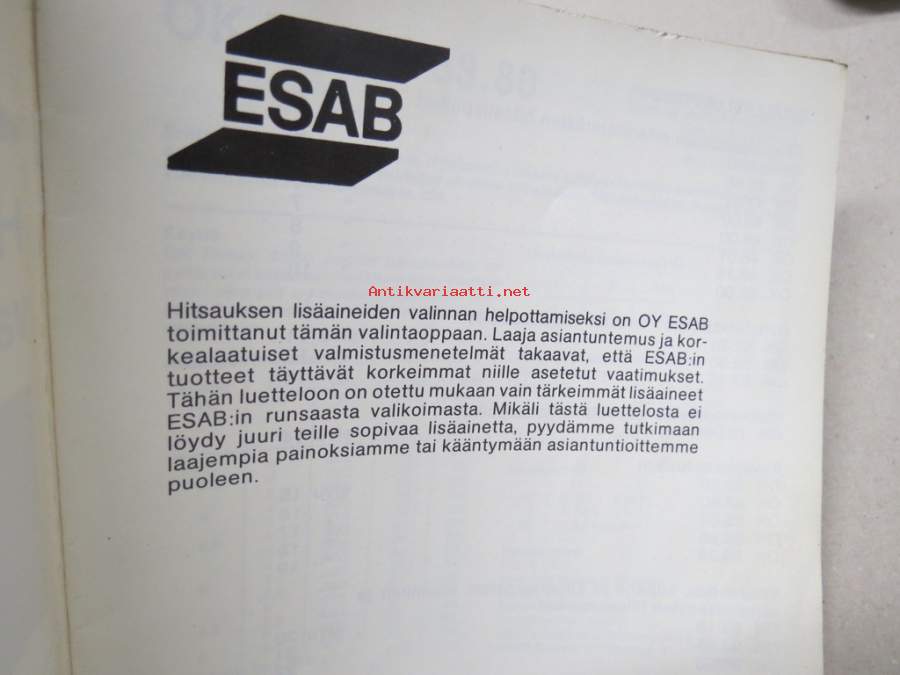 ESAB
Antikvariaatti.net
Hitsauksen lisäaineiden valinnan helpottamiseksi on OY ESAB
toimittanut tämän valintaoppaan. Laaja asiantuntemus ja kor-
kealaatuiset valmistusmenetelmät takaavat, että ESAB:in
tuotteet täyttävät korkeimmat niille asetetut vaatimukset.
Tähän luetteloon on otettu mukaan vain tärkeimmät lisäaineet
ESAB:in runsaasta valikoimasta. Mikäli tästä luettelosta ei
löydy juuri teille sopivaa lisäainetta, pyydämme tutkimaan
laajempia painoksiamme tai kääntymään asiantuntioittemme
puoleen.